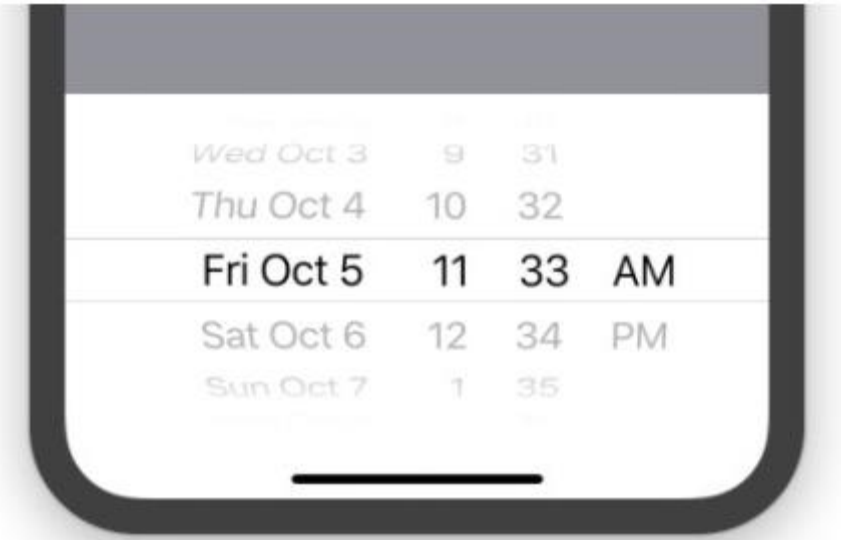 Wed Oct 3 9 31
Thu Oct 4 10 32
Fri Oct 5 11 33 AM
Sat Oct 6 12 34 PM
Sun Oct 7 1 35